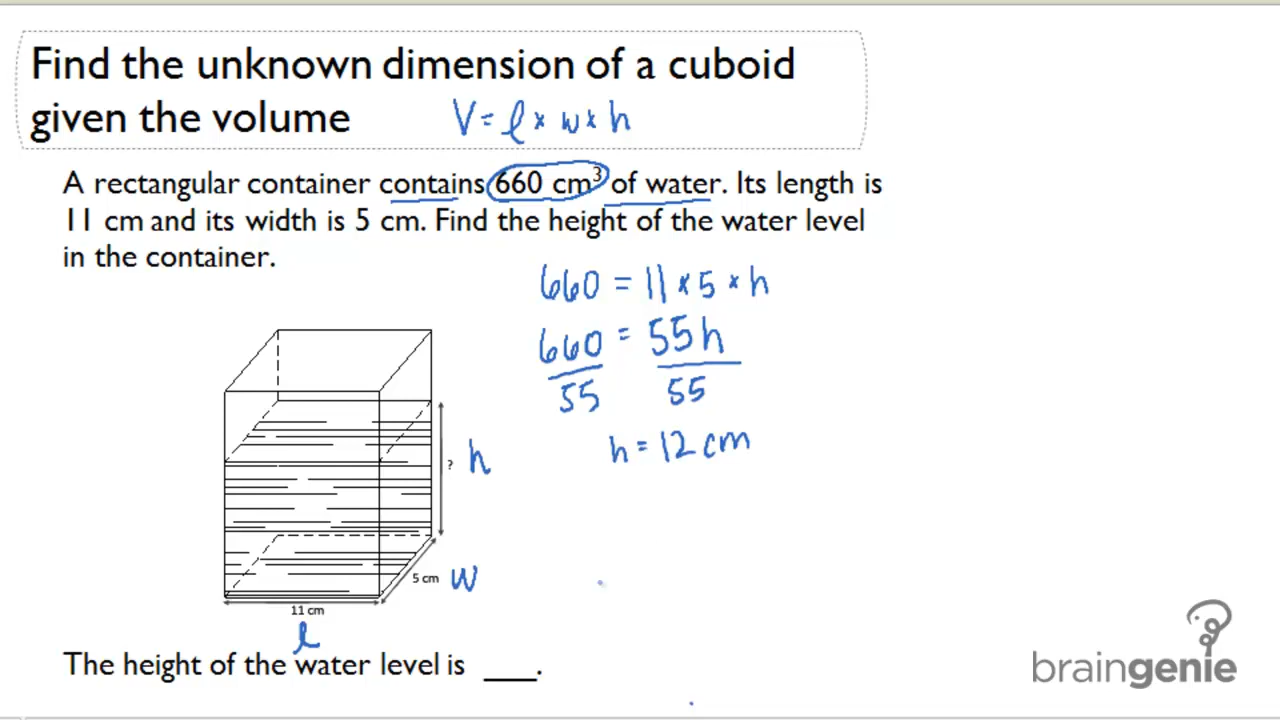 Find the unknown dimension of a cuboid
given the volume V = l × w × h
A rectangular container contains 660 cm³ of water. Its length is
11 cm and its width is 5 cm. Find the height of the water level
in the container.
660 = 11 × 5 × h
660 = 55h
55 55
h = 12 cm
? h
5 cm w
11 cm
l
The height of the water level is ____.
braingenie